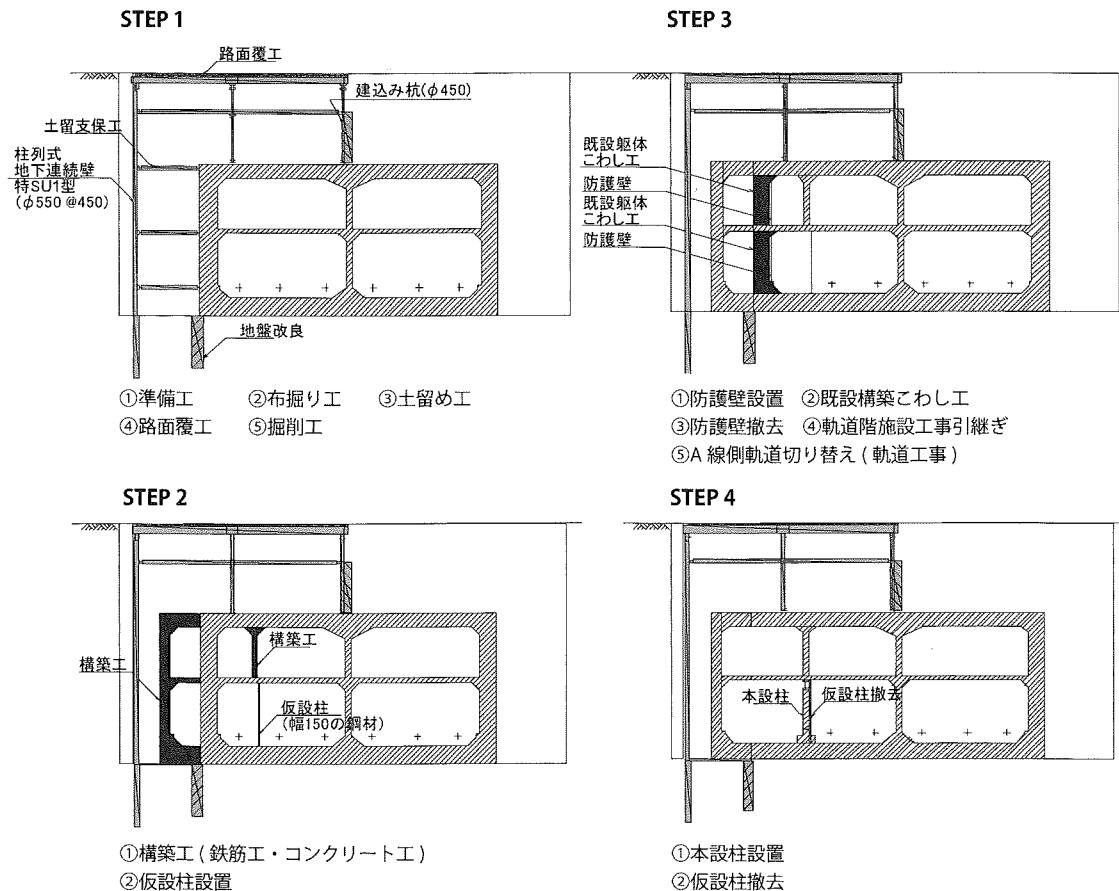 STEP 1
路面覆工
建込み杭(φ450)
土留支保工
柱列式
地下連続壁
特SU1型
(φ550 @450)
地盤改良
①準備工 ②布掘り工 ③土留め工
④路面覆工 ⑤掘削工
STEP 3
既設躯体
こわし工
防護壁
既設躯体
こわし工
防護壁
①防護壁設置 ②既設構築こわし工
③防護壁撤去 ④軌道階施設工事引継ぎ
⑤A 線側軌道切り替え ( 軌道工事 )
STEP 2
構築工
構築工
仮設柱
(幅150の鋼材)
①構築工 ( 鉄筋工・コンクリート工 )
②仮設柱設置
STEP 4
本設柱
仮設柱撤去
①本設柱設置
②仮設柱撤去